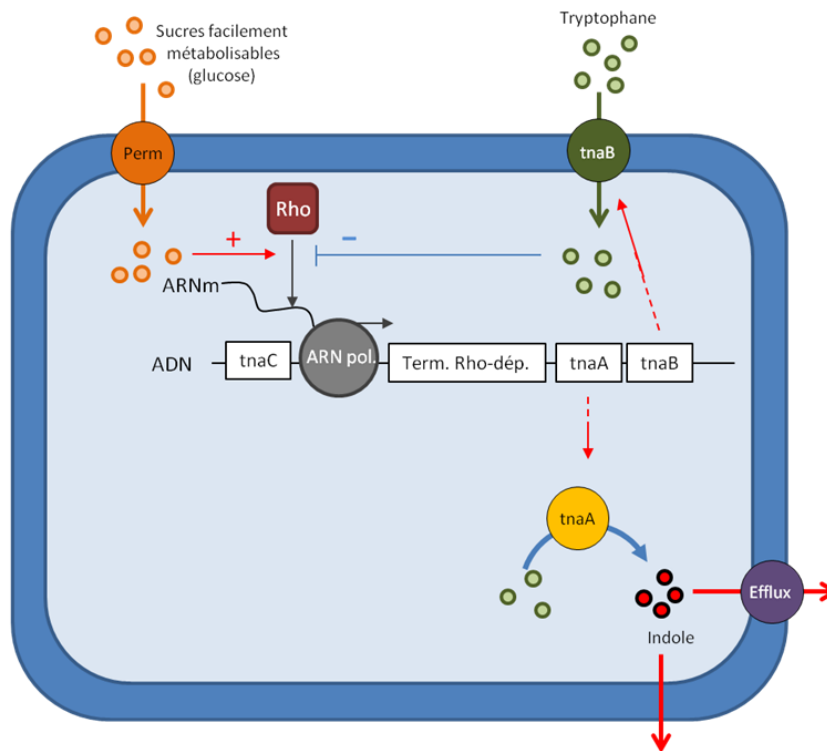 Sucres facilement
métabolisables
(glucose)
Tryptophane
Perm
tnaB
Rho
+
–
ARNm
ADN
tnaC
ARN pol.
Term. Rho-dép.
tnaA
tnaB
tnaA
Efflux
Indole